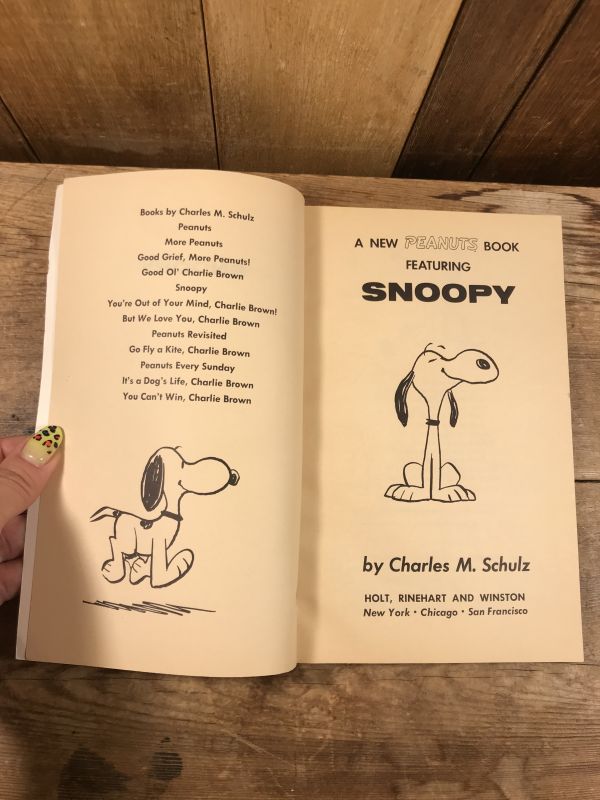 Books by Charles M. Schulz
Peanuts
More Peanuts
Good Grief, More Peanuts!
Good Ol' Charlie Brown
Snoopy
You're Out of Your Mind, Charlie Brown!
But We Love You, Charlie Brown
Peanuts Revisited
Go Fly a Kite, Charlie Brown
Peanuts Every Sunday
It's a Dog's Life, Charlie Brown
You Can't Win, Charlie Brown
A NEW PEANUTS BOOK
FEATURING
SNOOPY
by Charles M. Schulz
HOLT, RINEHART AND WINSTON
New York • Chicago • San Francisco